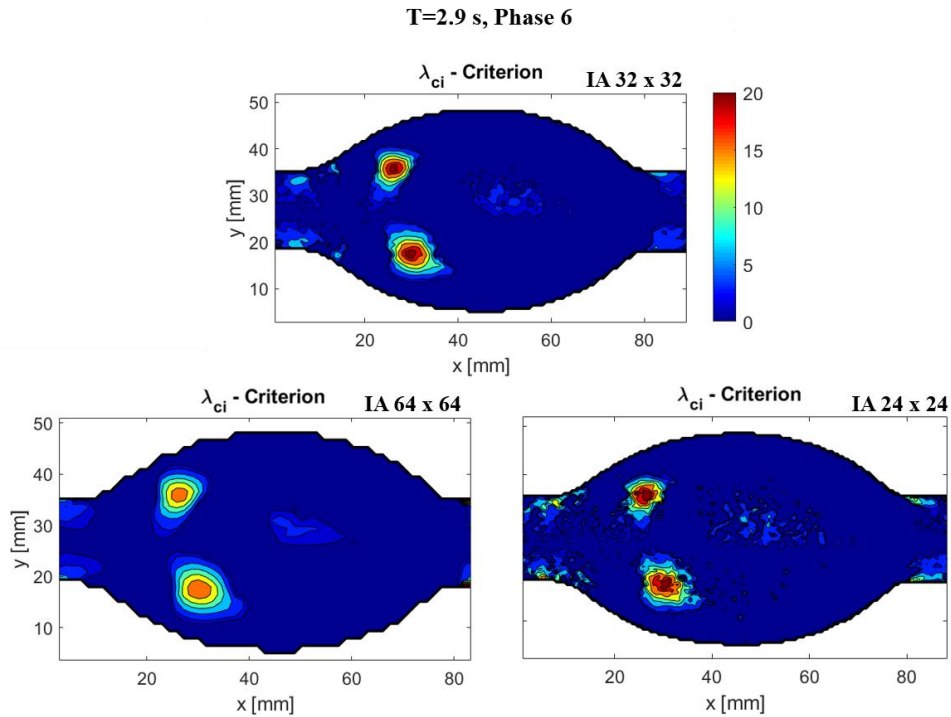 T=2.9 s, Phase 6
λci - Criterion
IA 32 x 32
50
40
30
20
10
y [mm]
20
40
60
80
x [mm]
20
15
10
5
0
λci - Criterion
IA 64 x 64
50
40
30
20
10
y [mm]
20
40
60
80
x [mm]
λci - Criterion
IA 24 x 24
20
40
60
80
x [mm]